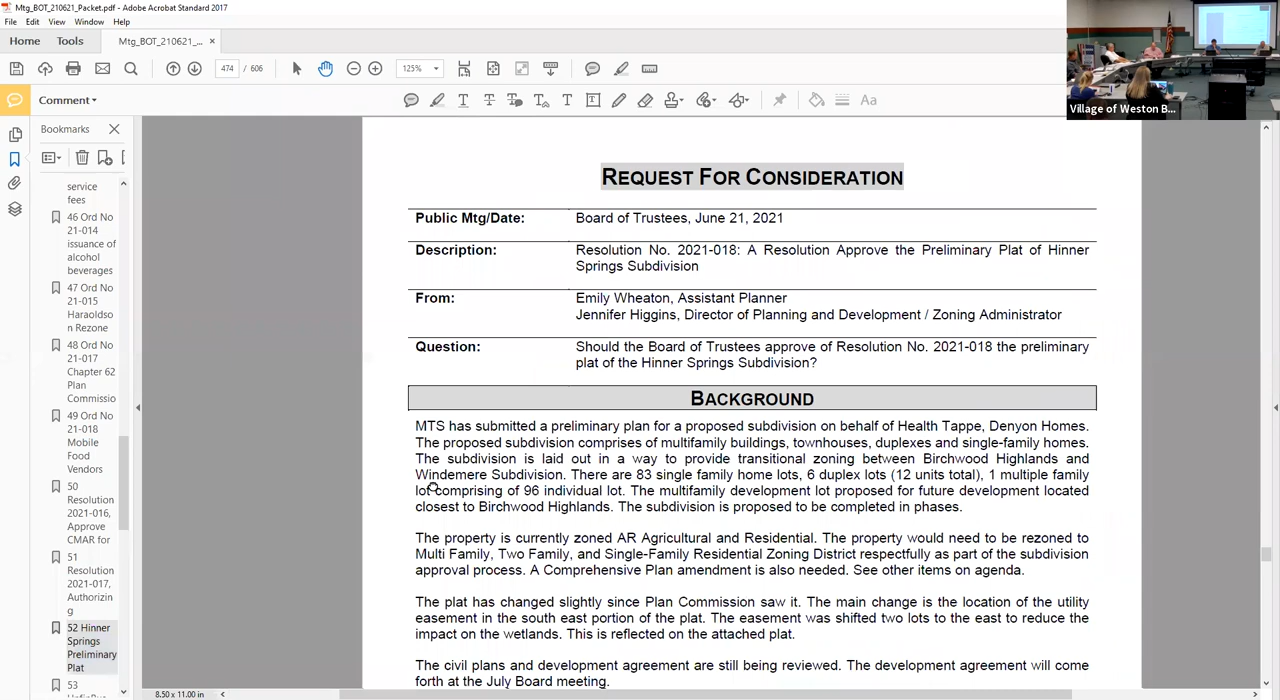 Mtg_BOT_210621_Packet.pdf - Adobe Acrobat Standard 2017
File Edit View Window Help
Home Tools Mtg_BOT_210621_... ×
474 / 606 125%
Comment
Aa
Village of Weston B...
Bookmarks
service
fees
46 Ord No
21-014
issuance of
alcohol
beverages
47 Ord No
21-015
Haraoldso
n Rezone
48 Ord No
21-017
Chapter 62
Plan
Commissio
49 Ord No
21-018
Mobile
Food
Vendors
50
Resolution
2021-016,
Approve
CMAR for
51
Resolution
2021-017,
Authorizin
g
52 Hinner
Springs
Preliminary
Plat
53
REQUEST FOR CONSIDERATION
Public Mtg/Date: Board of Trustees, June 21, 2021
Description: Resolution No. 2021-018: A Resolution Approve the Preliminary Plat of Hinner
Springs Subdivision
From: Emily Wheaton, Assistant Planner
Jennifer Higgins, Director of Planning and Development / Zoning Administrator
Question: Should the Board of Trustees approve of Resolution No. 2021-018 the preliminary
plat of the Hinner Springs Subdivision?
BACKGROUND
MTS has submitted a preliminary plan for a proposed subdivision on behalf of Health Tappe, Denyon Homes.
The proposed subdivision comprises of multifamily buildings, townhouses, duplexes and single-family homes.
The subdivision is laid out in a way to provide transitional zoning between Birchwood Highlands and
Windemere Subdivision. There are 83 single family home lots, 6 duplex lots (12 units total), 1 multiple family
lot comprising of 96 individual lot. The multifamily development lot proposed for future development located
closest to Birchwood Highlands. The subdivision is proposed to be completed in phases.
The property is currently zoned AR Agricultural and Residential. The property would need to be rezoned to
Multi Family, Two Family, and Single-Family Residential Zoning District respectfully as part of the subdivision
approval process. A Comprehensive Plan amendment is also needed. See other items on agenda.
The plat has changed slightly since Plan Commission saw it. The main change is the location of the utility
easement in the south east portion of the plat. The easement was shifted two lots to the east to reduce the
impact on the wetlands. This is reflected on the attached plat.
The civil plans and development agreement are still being reviewed. The development agreement will come
forth at the July Board meeting.
8.50 x 11.00 in